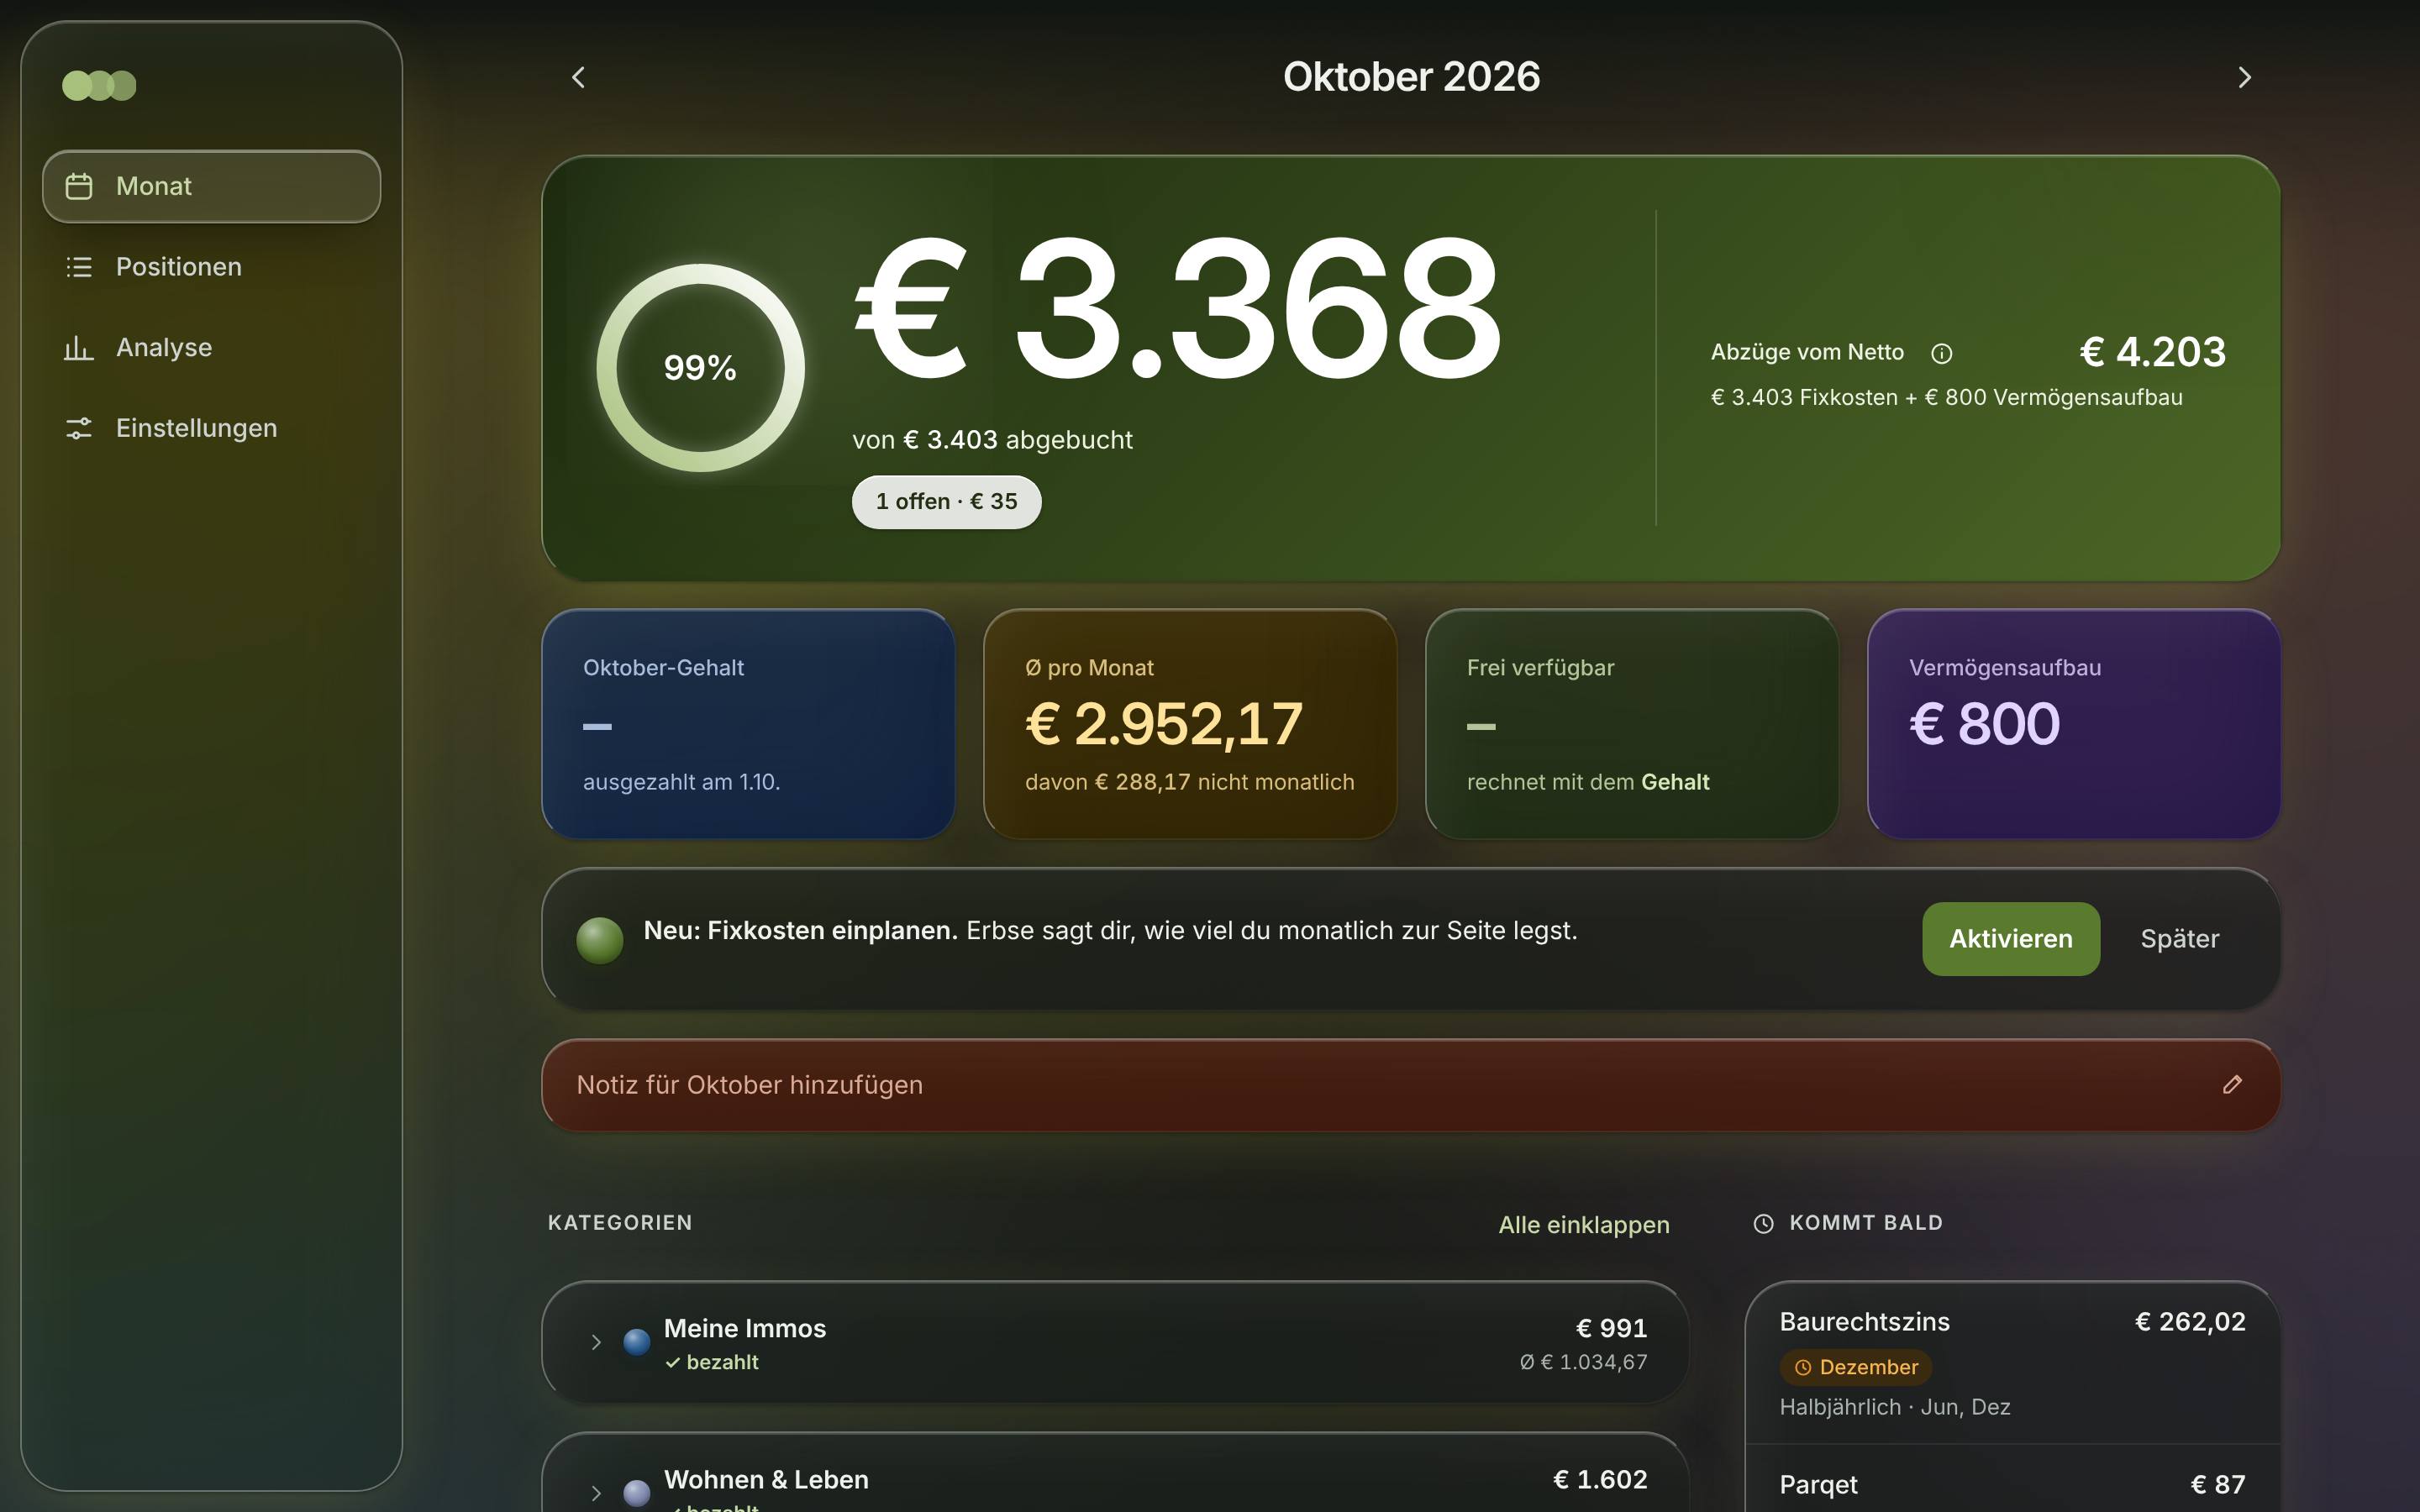 Oktober 2026
Monat
Positionen
Analyse
Einstellungen
99%
€ 3.368
von € 3.403 abgebucht
1 offen · € 35
Abzüge vom Netto
€ 4.203
€ 3.403 Fixkosten + € 800 Vermögensaufbau
Oktober-Gehalt
–
ausgezahlt am 1.10.
Ø pro Monat
€ 2.952,17
davon € 288,17 nicht monatlich
Frei verfügbar
–
rechnet mit dem Gehalt
Vermögensaufbau
€ 800
Neu: Fixkosten einplanen. Erbse sagt dir, wie viel du monatlich zur Seite legst.
Aktivieren
Später
Notiz für Oktober hinzufügen
KATEGORIEN
Alle einklappen
Meine Immos
€ 991
✓ bezahlt
Ø € 1.034,67
Wohnen & Leben
€ 1.602
✓ bezahlt
KOMMT BALD
Baurechtszins
€ 262,02
Dezember
Halbjährlich · Jun, Dez
Parqet
€ 87